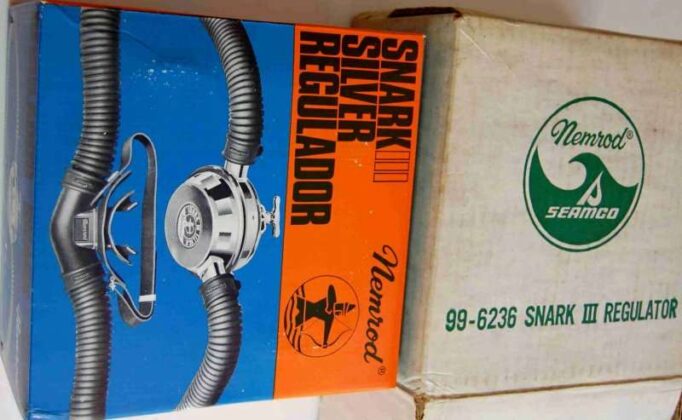 SNARK III
SILVER
REGULADOR
Nemrod®
Nemrod®
SEAMCO
99-6236 SNARK III REGULATOR